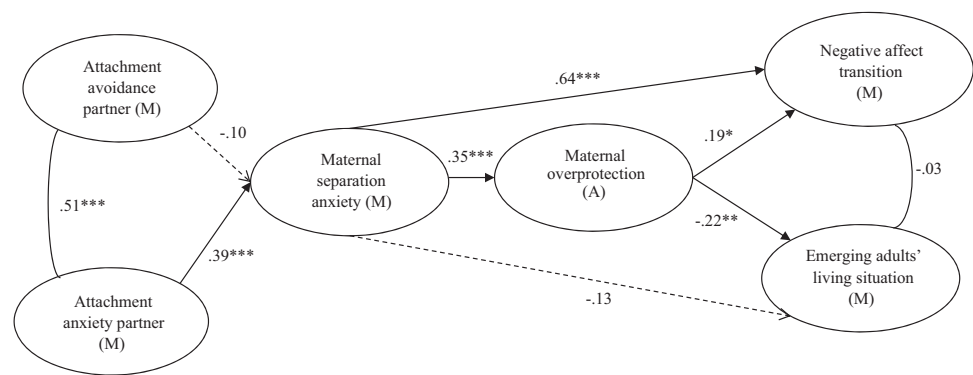 Attachment
avoidance
partner (M)
Negative affect
transition
(M)
.64***
-.10
Maternal
separation
anxiety (M)
.35***
Maternal
overprotection
(A)
.19*
-.03
.51***
-.22**
.39***
Attachment
anxiety partner
(M)
-.13
Emerging adults’
living situation
(M)